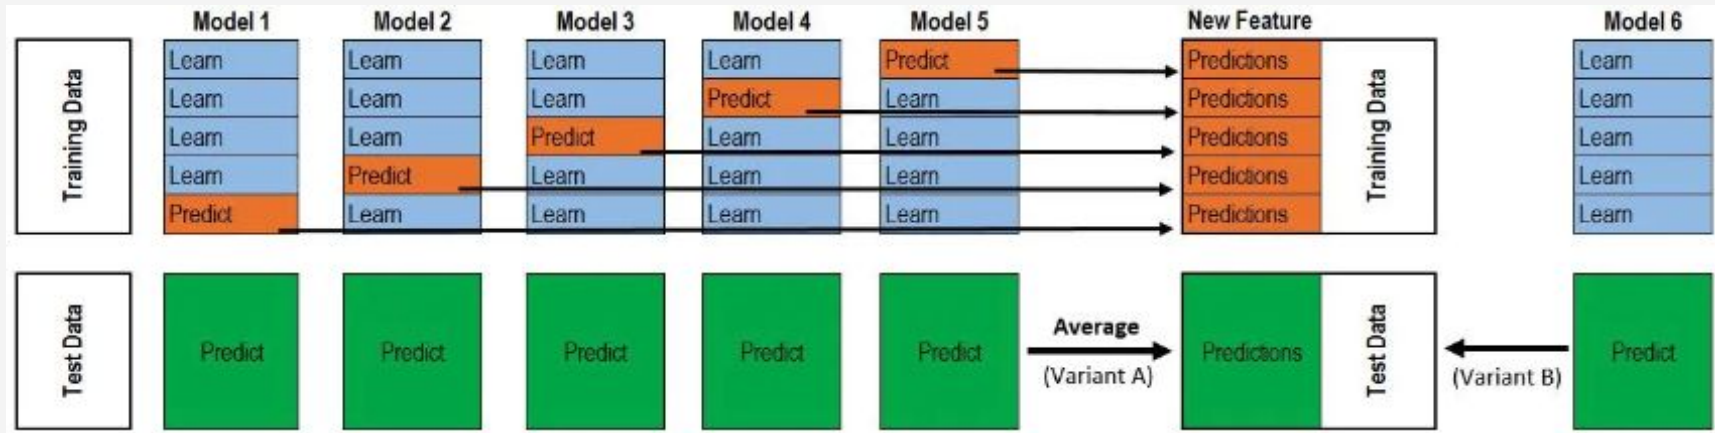 Model 1 Model 2 Model 3 Model 4 Model 5 New Feature Model 6
Training Data
Learn Learn Learn Learn Predict Predictions Learn
Learn Learn Learn Predict Learn Predictions Learn
Learn Learn Predict Learn Learn Predictions Learn
Learn Predict Learn Learn Learn Predictions Learn
Predict Learn Learn Learn Learn Predictions Learn
Training Data
Test Data
Predict Predict Predict Predict Predict
Average
(Variant A)
Predictions
Test Data
(Variant B)
Predict